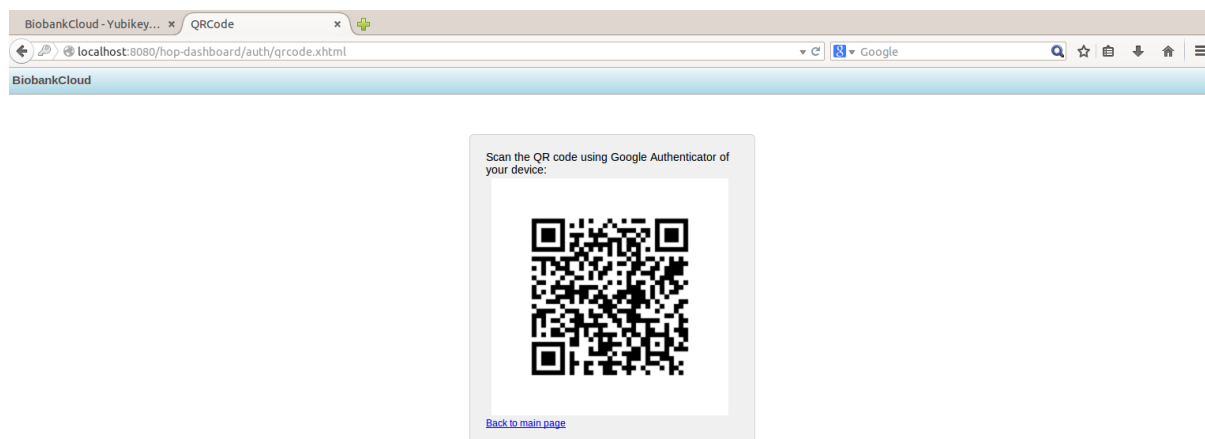 BiobankCloud - Yubikey... × QRCode ×
localhost:8080/hop-dashboard/auth/qrcode.xhtml 8 Google
BiobankCloud
Scan the QR code using Google Authenticator of
your device:
Back to main page